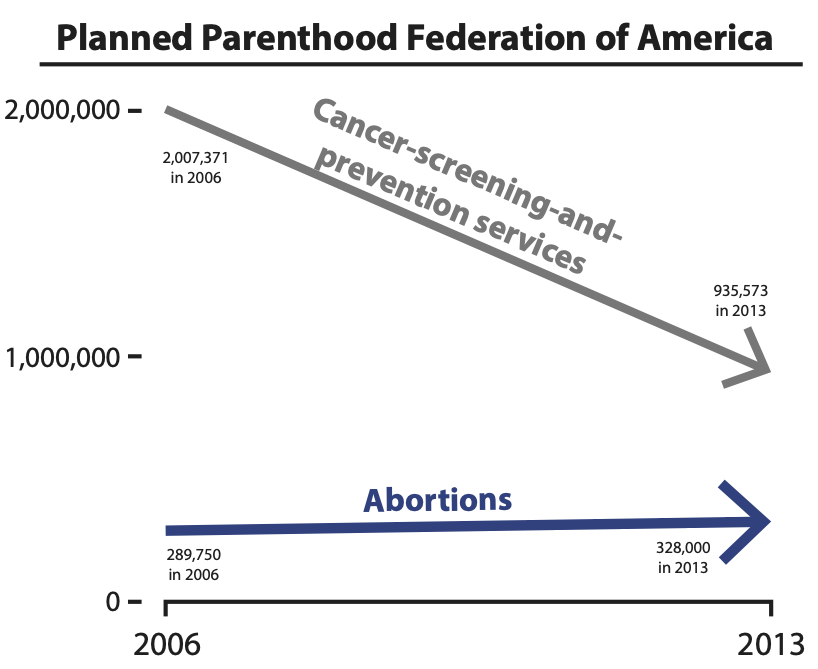 Planned Parenthood Federation of America
2,000,000
Cancer-screening-and-
prevention services
2,007,371
in 2006
935,573
in 2013
1,000,000
Abortions
289,750
in 2006
328,000
in 2013
0
2006
2013